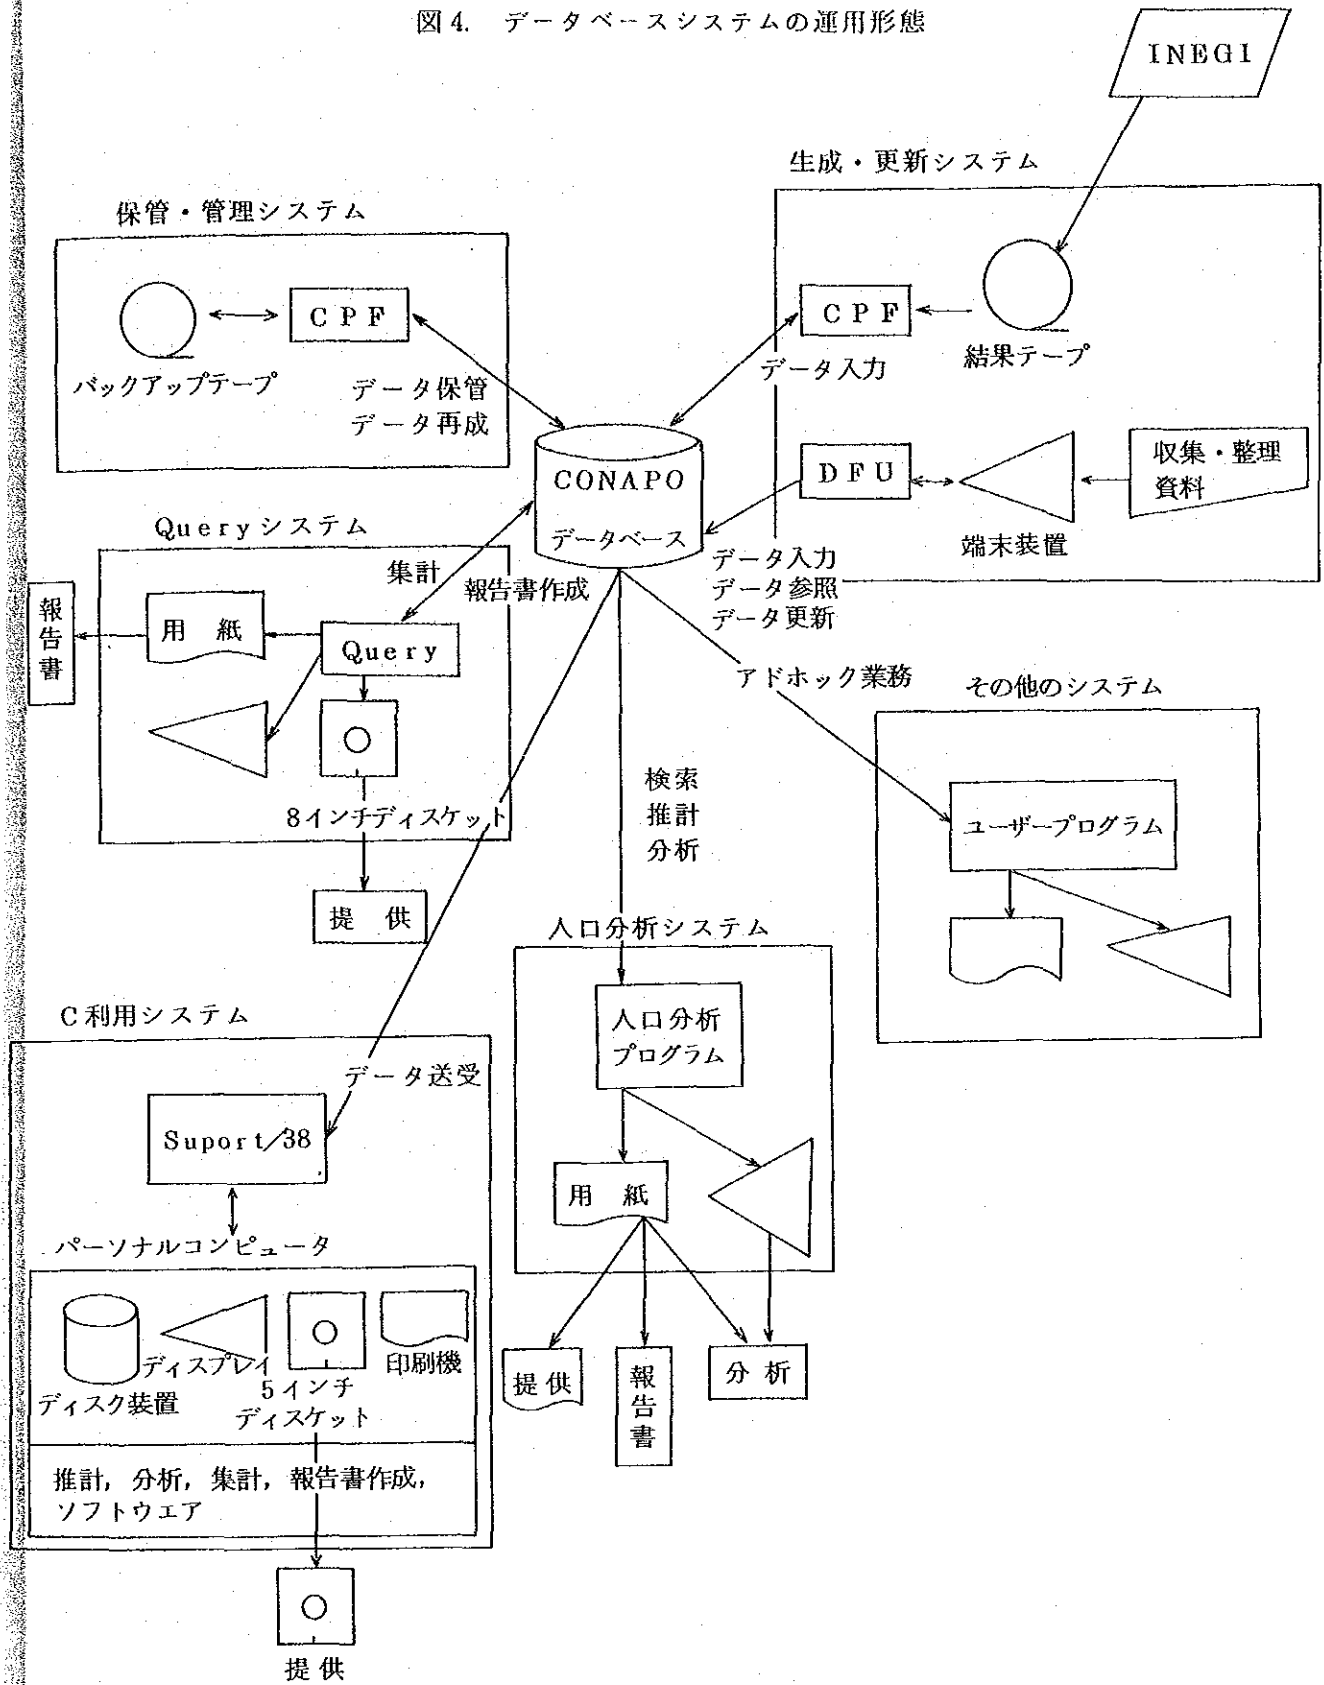 図4. データベースシステムの運用形態
INEGI
生成・更新システム
保管・管理システム
CPF
バックアップテープ
データ保管
データ再成
CPF
結果テープ
データ入力
CONAPO
データベース
DFU
収集・整理
資料
端末装置
データ入力
データ参照
データ更新
Queryシステム
集計
報告書作成
報告書
用紙
Query
8インチディスケット
提供
アドホック業務
その他のシステム
ユーザープログラム
検索
推計
分析
人口分析システム
人口分析
プログラム
用紙
提供
報告書
分析
C利用システム
データ送受
Suport/38
パーソナルコンピュータ
ディスク装置
ディスプレイ
5インチ
ディスケット
印刷機
推計, 分析, 集計, 報告書作成,
ソフトウエア
提供